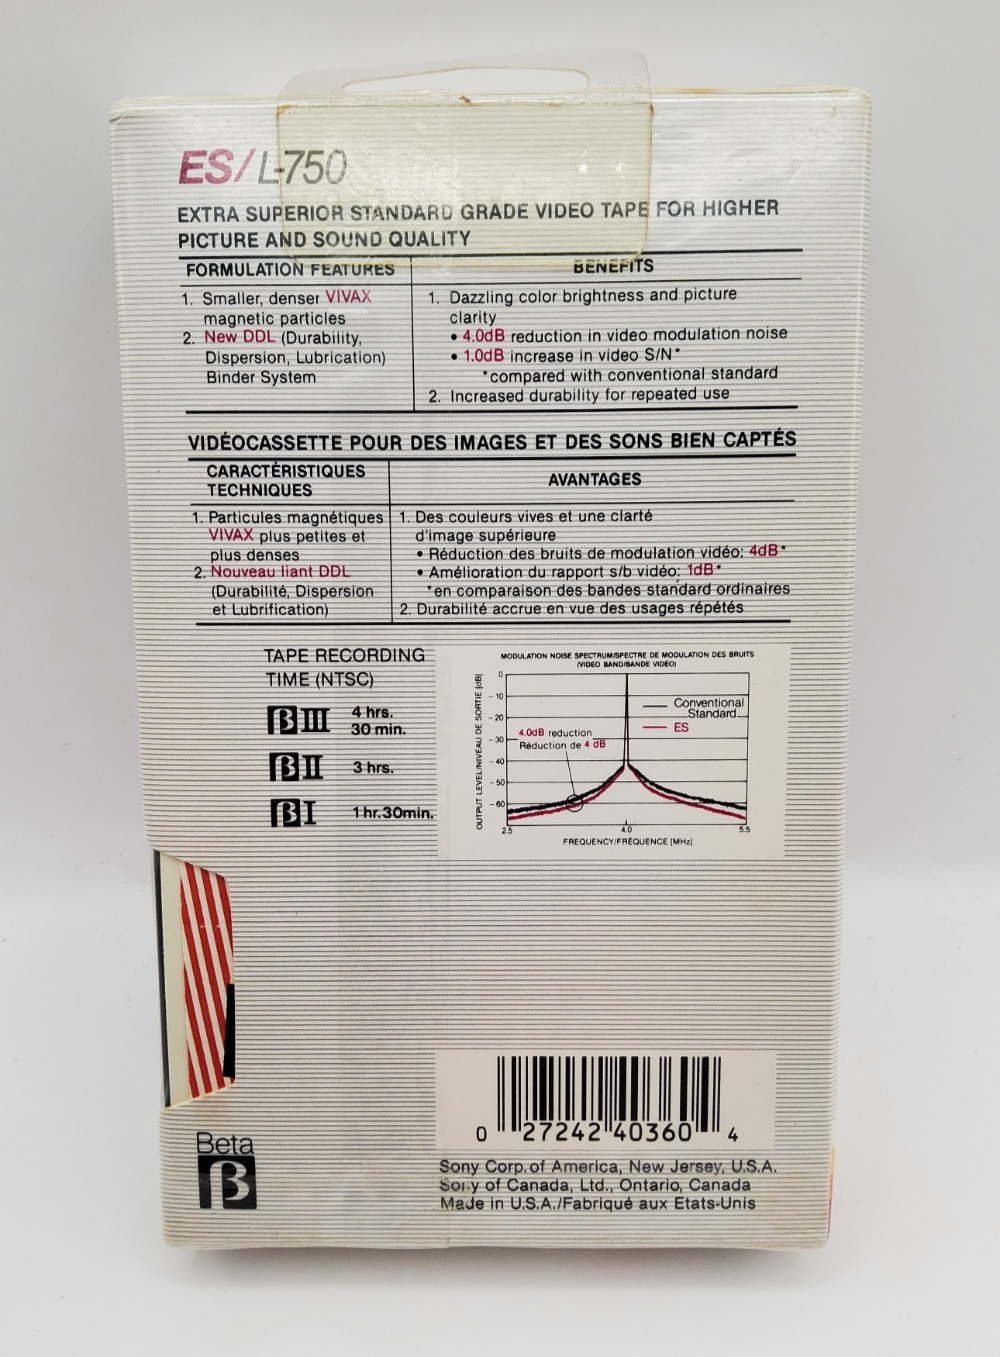 ES/L-750
EXTRA SUPERIOR STANDARD GRADE VIDEO TAPE FOR HIGHER
PICTURE AND SOUND QUALITY
FORMULATION FEATURES
1. Smaller, denser VIVAX
magnetic particles
2. New DDL (Durability,
Dispersion, Lubrication)
Binder System
BENEFITS
1. Dazzling color brightness and picture
clarity
• 4.0dB reduction in video modulation noise
• 1.0dB increase in video S/N*
*compared with conventional standard
2. Increased durability for repeated use
VIDÉOCASSETTE POUR DES IMAGES ET DES SONS BIEN CAPTÉS
CARACTÉRISTIQUES
TECHNIQUES
1. Particules magnétiques
VIVAX plus petites et
plus denses
2. Nouveau liant DDL
(Durabilité, Dispersion
et Lubrification)
AVANTAGES
1. Des couleurs vives et une clarté
d'image supérieure
• Réduction des bruits de modulation vidéo: 4dB*
• Amélioration du rapport s/b vidéo: 1dB*
*en comparaison des bandes standard ordinaires
2. Durabilité accrue en vue des usages répétés
TAPE RECORDING
TIME (NTSC)
βIII 4 hrs.
30 min.
βII 3 hrs.
βI 1 hr. 30min.
MODULATION NOISE SPECTRUM/SPECTRE DE MODULATION DES BRUITS
(VIDEO BAND/BANDE VIDÉO)
OUTPUT LEVEL/NIVEAU DE SORTIE [dB]
0
-10
-20
-30
-40
-50
-60
Conventional
Standard
ES
4.0dB reduction
Réduction de 4 dB
2.5 4.0 5.5
FREQUENCY/FRÉQUENCE [MHz]
0 27242 40360 4
Beta
β
Sony Corp. of America, New Jersey, U.S.A.
Sony of Canada, Ltd., Ontario, Canada
Made in U.S.A./Fabriqué aux Etats-Unis